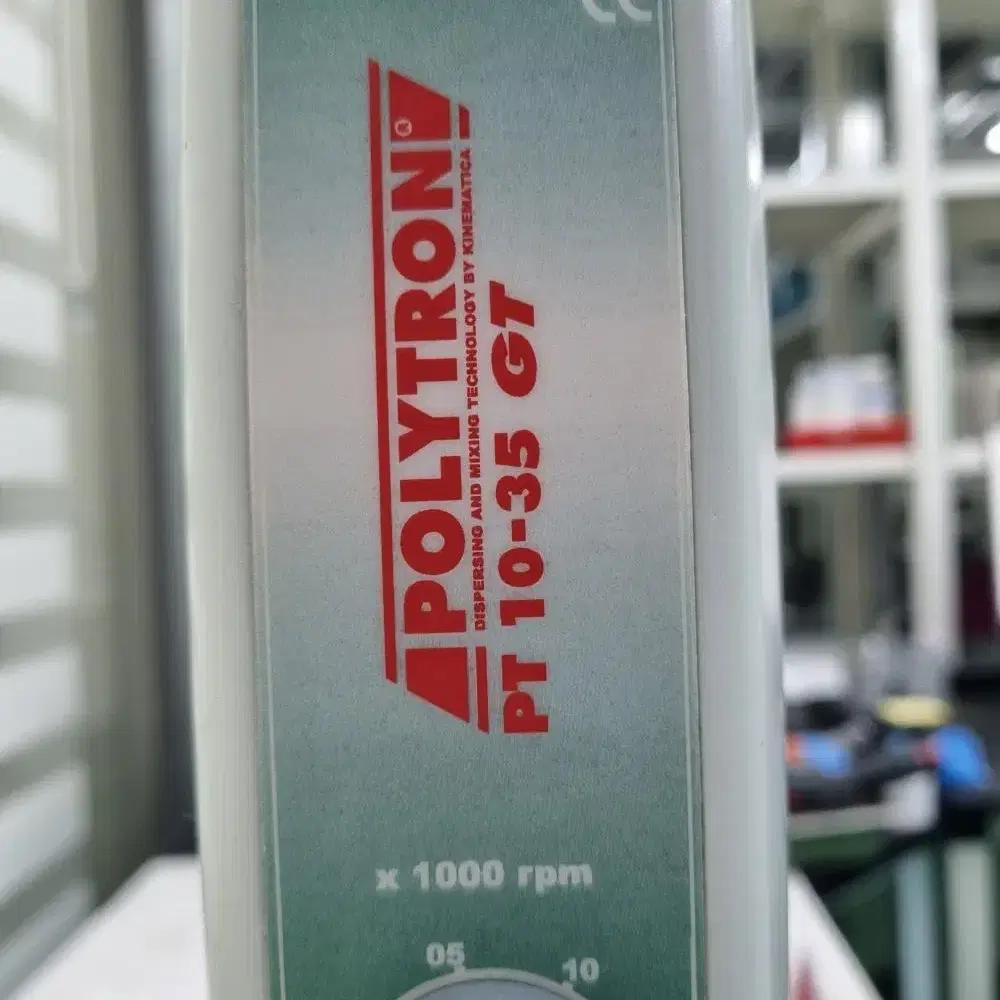 POLYTRON®
DISPERSING AND MIXING TECHNOLOGY BY KINEMATICA
PT 10-35 GT
x 1000 rpm
05 10